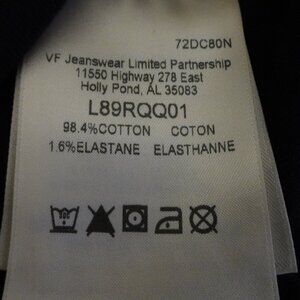 72DC80N
VF Jeanswear Limited Partnership
11550 Highway 278 East
Holly Pond, AL 35083
L89RQQ01
98.4%COTTON COTON
1.6%ELASTANE ELASTHANNE